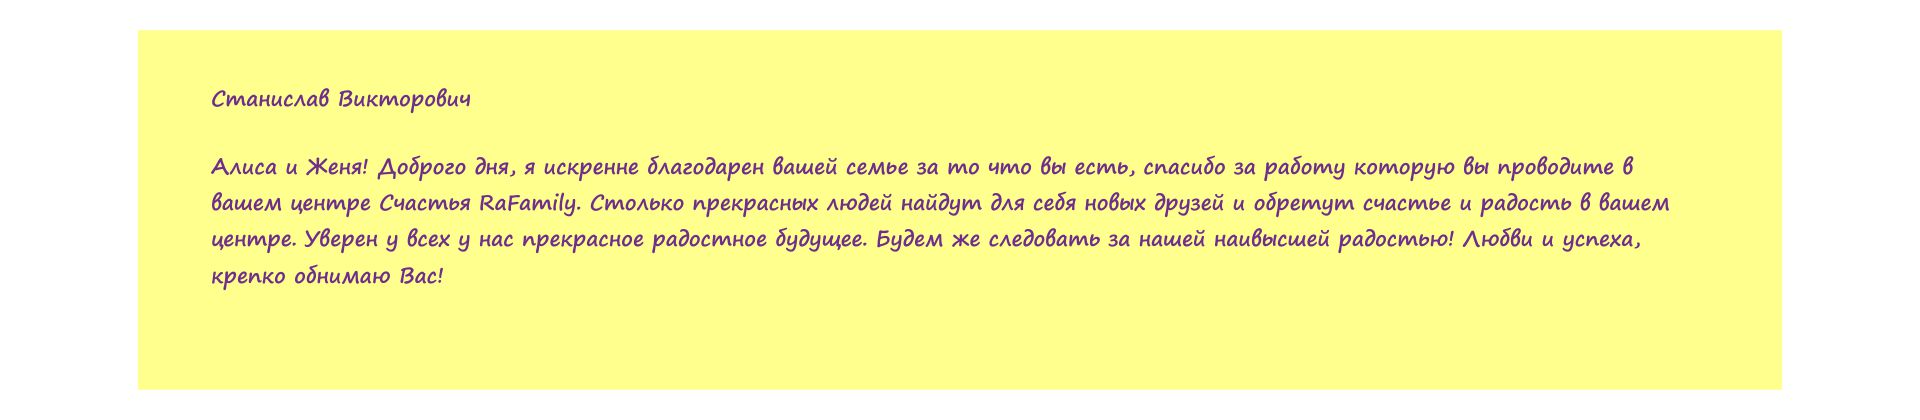 Станислав Викторович
Алиса и Женя! Доброго дня, я искренне благодарен вашей семье за то что вы есть, спасибо за работу которую вы проводите в
вашем центре Счастья RaFamily. Столько прекрасных людей найдут для себя новых друзей и обретут счастье и радость в вашем
центре. Уверен у всех у нас прекрасное радостное будущее. Будем же следовать за нашей наивысшей радостью! Любви и успеха,
крепко обнимаю Вас!